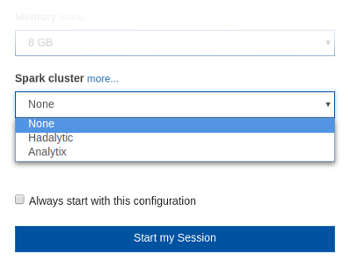 Memory more...
8 GB
Spark cluster more...
None
None
Hadalytic
Analytix
Always start with this configuration
Start my Session